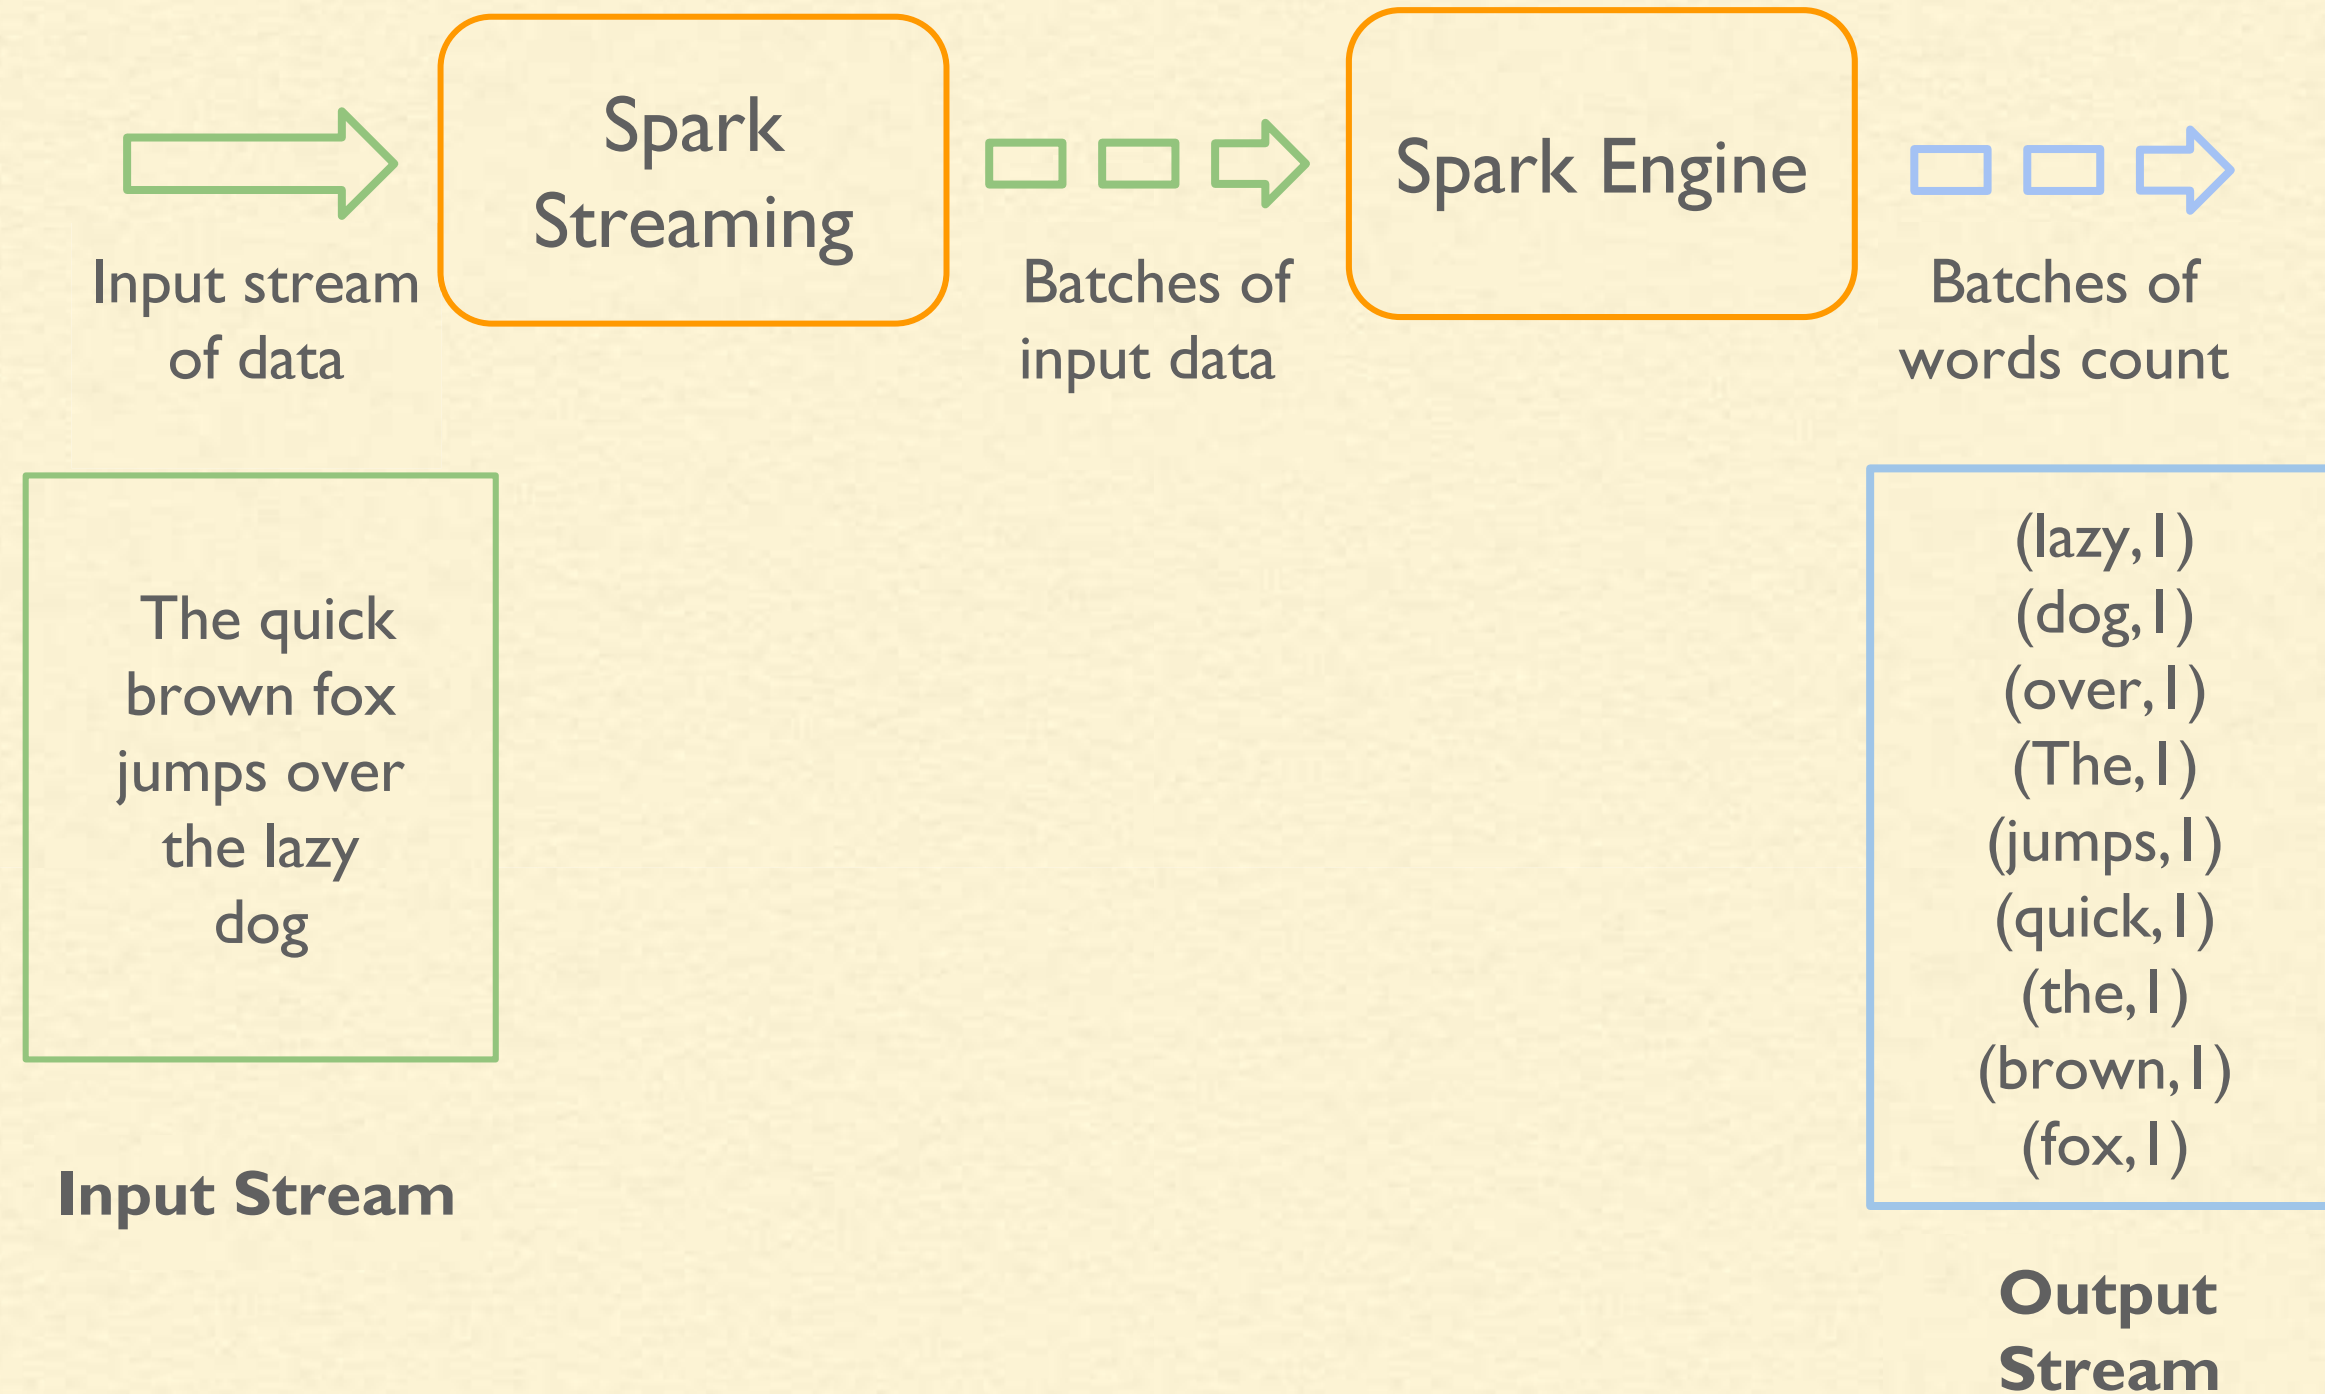 Spark
Streaming
Spark Engine
Input stream
of data
Batches of
input data
Batches of
words count
The quick
brown fox
jumps over
the lazy
dog
Input Stream
(lazy,1)
(dog,1)
(over,1)
(The,1)
(jumps,1)
(quick,1)
(the,1)
(brown,1)
(fox,1)
Output
Stream